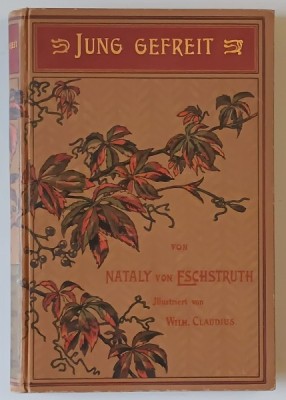 JUNG GEFREIT
VON
NATALY VON ESCHSTRUTH
Illustriert von
WILH. CLAUDIUS